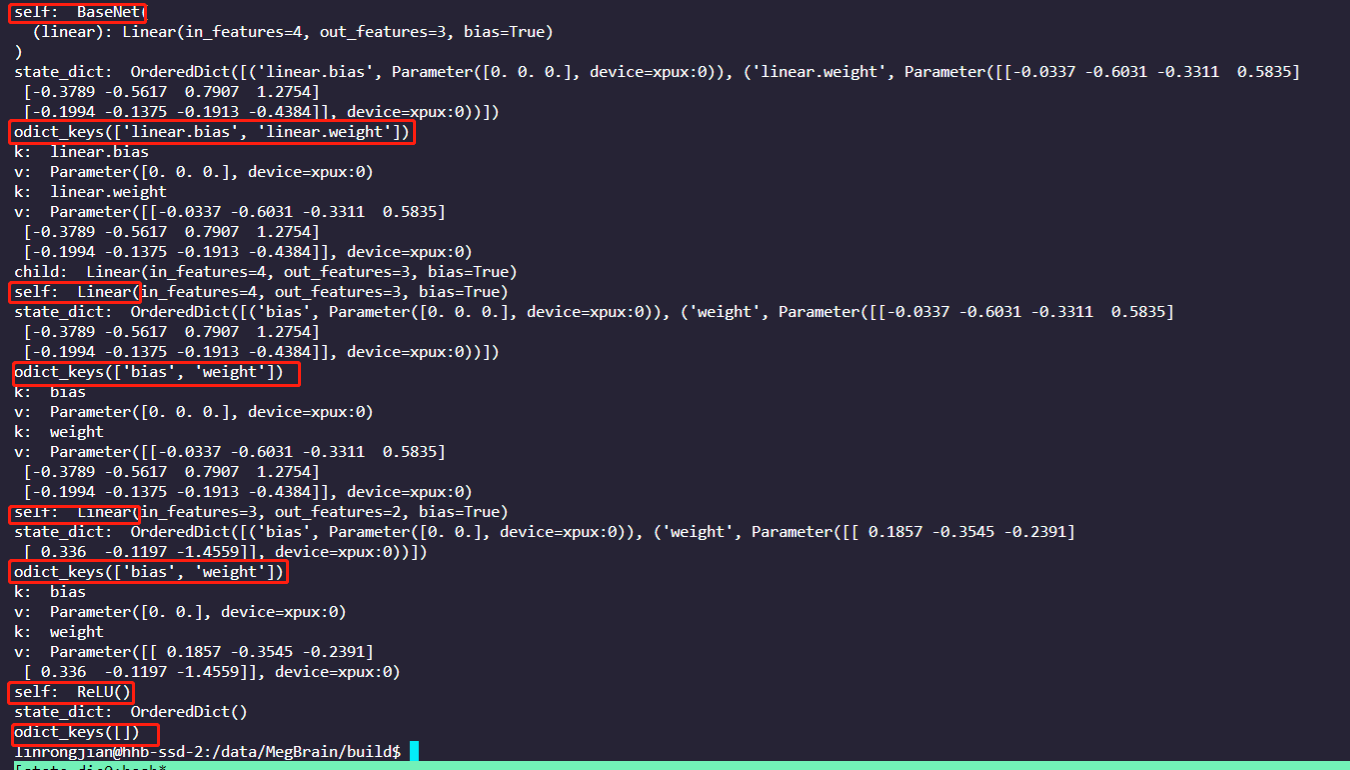 self:  BaseNet(
  (linear): Linear(in_features=4, out_features=3, bias=True)
)
state_dict:  OrderedDict([('linear.bias', Parameter([0. 0. 0.], device=xpux:0)), ('linear.weight', Parameter([[-0.0337 -0.6031 -0.3311  0.5835]
 [-0.3789 -0.5617  0.7907  1.2754]
 [-0.1994 -0.1375 -0.1913 -0.4384]], device=xpux:0))])
odict_keys(['linear.bias', 'linear.weight'])
k:  linear.bias
v:  Parameter([0. 0. 0.], device=xpux:0)
k:  linear.weight
v:  Parameter([[-0.0337 -0.6031 -0.3311  0.5835]
 [-0.3789 -0.5617  0.7907  1.2754]
 [-0.1994 -0.1375 -0.1913 -0.4384]], device=xpux:0)
child:  Linear(in_features=4, out_features=3, bias=True)
self:  Linear(in_features=4, out_features=3, bias=True)
state_dict:  OrderedDict([('bias', Parameter([0. 0. 0.], device=xpux:0)), ('weight', Parameter([[-0.0337 -0.6031 -0.3311  0.5835]
 [-0.3789 -0.5617  0.7907  1.2754]
 [-0.1994 -0.1375 -0.1913 -0.4384]], device=xpux:0))])
odict_keys(['bias', 'weight'])
k:  bias
v:  Parameter([0. 0. 0.], device=xpux:0)
k:  weight
v:  Parameter([[-0.0337 -0.6031 -0.3311  0.5835]
 [-0.3789 -0.5617  0.7907  1.2754]
 [-0.1994 -0.1375 -0.1913 -0.4384]], device=xpux:0)
self:  Linear(in_features=3, out_features=2, bias=True)
state_dict:  OrderedDict([('bias', Parameter([0. 0.], device=xpux:0)), ('weight', Parameter([[ 0.1857 -0.3545 -0.2391]
 [ 0.336  -0.1197 -1.4559]], device=xpux:0))])
odict_keys(['bias', 'weight'])
k:  bias
v:  Parameter([0. 0.], device=xpux:0)
k:  weight
v:  Parameter([[ 0.1857 -0.3545 -0.2391]
 [ 0.336  -0.1197 -1.4559]], device=xpux:0)
self:  ReLU()
state_dict:  OrderedDict()
odict_keys([])
linrongjian@hhb-ssd-2:/data/MegBrain/build$